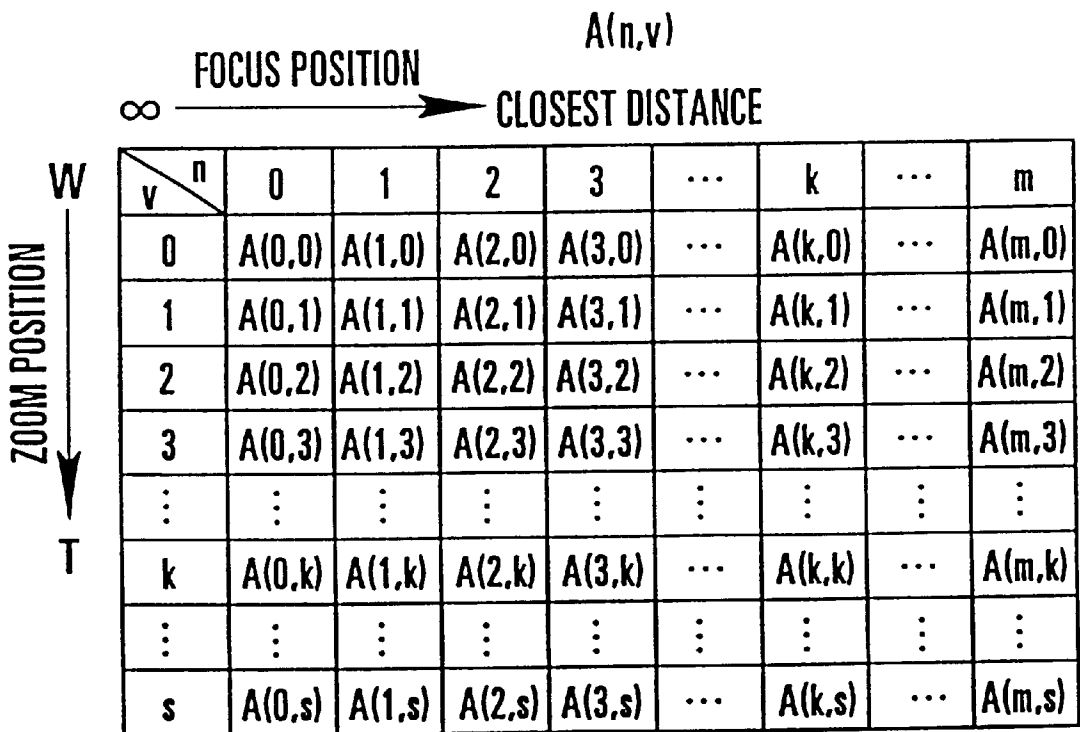 A(n,v)
FOCUS POSITION
∞ CLOSEST DISTANCE
W
ZOOM POSITION
T
v n 0 1 2 3 ··· k ··· m
0 A(0,0) A(1,0) A(2,0) A(3,0) ··· A(k,0) ··· A(m,0)
1 A(0,1) A(1,1) A(2,1) A(3,1) ··· A(k,1) ··· A(m,1)
2 A(0,2) A(1,2) A(2,2) A(3,2) ··· A(k,2) ··· A(m,2)
3 A(0,3) A(1,3) A(2,3) A(3,3) ··· A(k,3) ··· A(m,3)
⋮ ⋮ ⋮ ⋮ ⋮ ⋮ ⋮ ⋮ ⋮
k A(0,k) A(1,k) A(2,k) A(3,k) ··· A(k,k) ··· A(m,k)
⋮ ⋮ ⋮ ⋮ ⋮ ⋮ ⋮ ⋮ ⋮
s A(0,s) A(1,s) A(2,s) A(3,s) ··· A(k,s) ··· A(m,s)